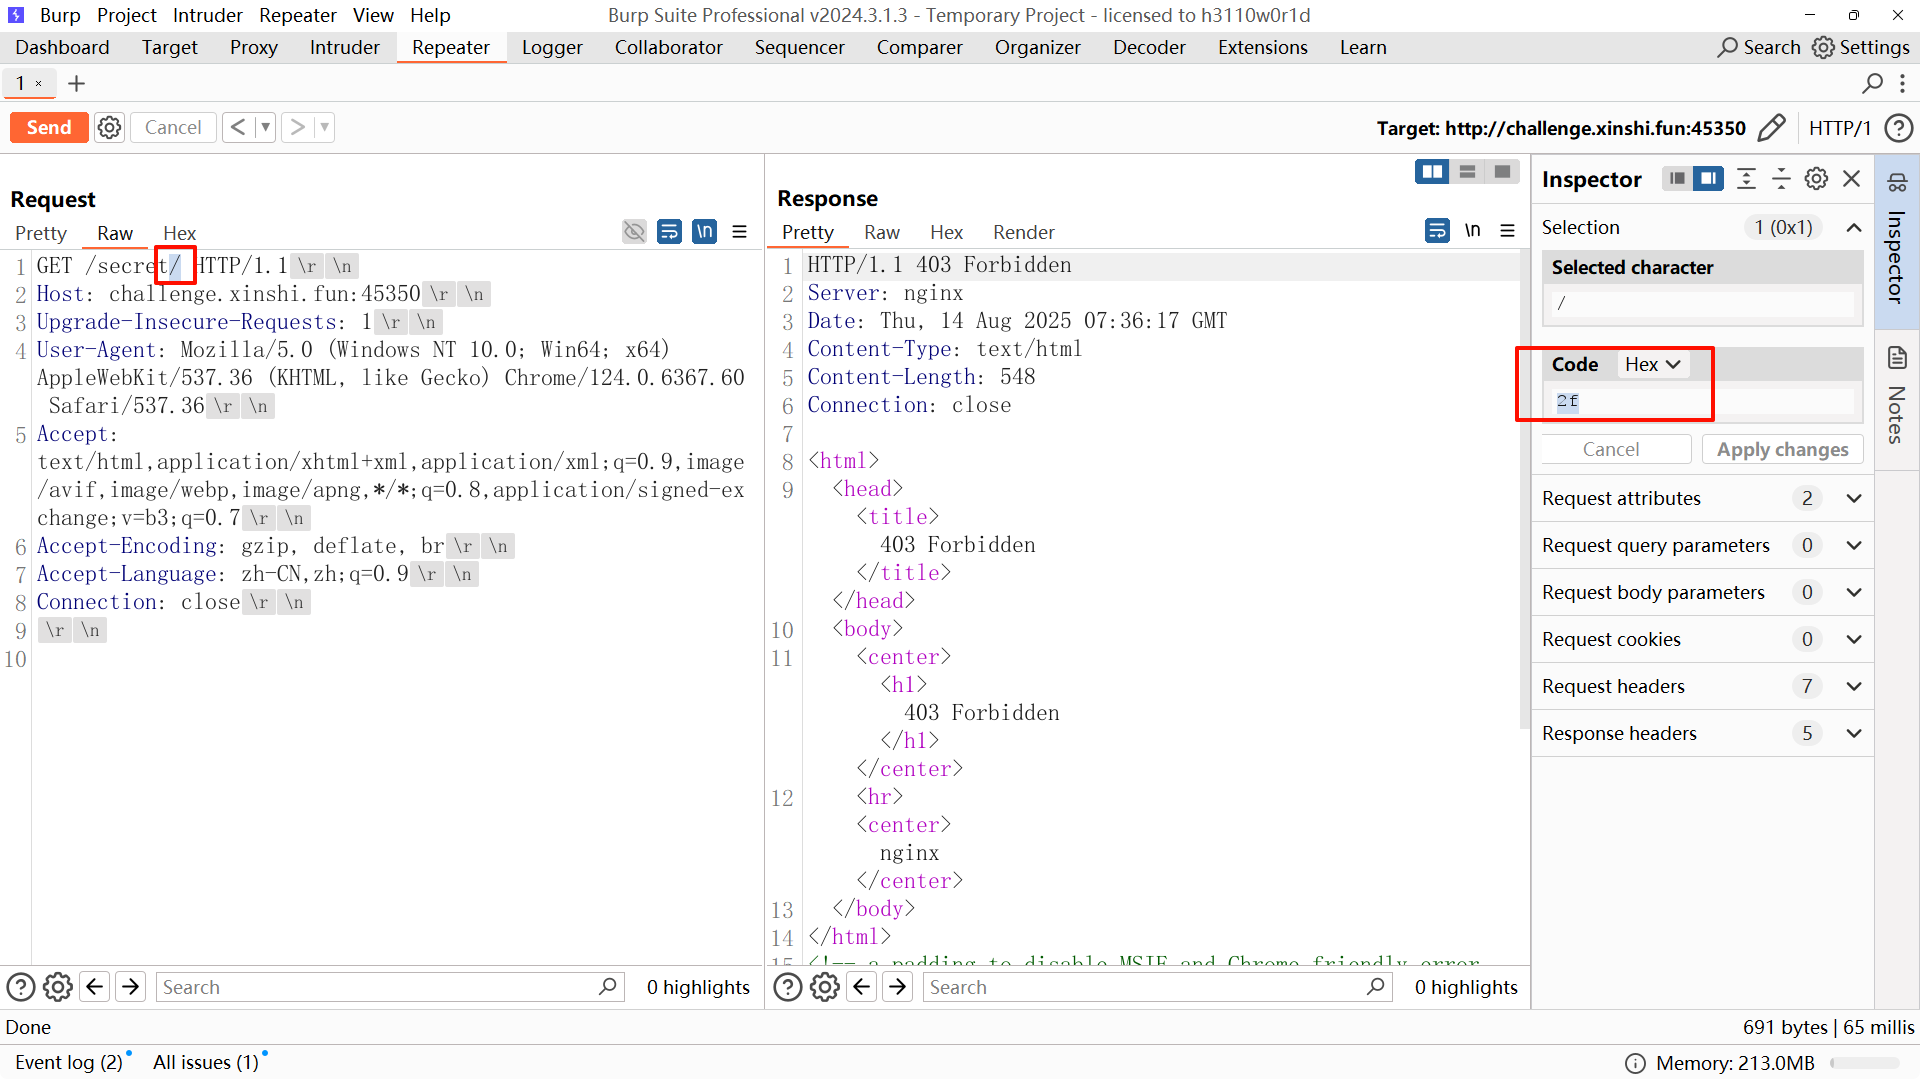 Burp Project Intruder Repeater View Help Burp Suite Professional v2024.3.1.3 - Temporary Project - licensed to h3110w0r1d
Dashboard Target Proxy Intruder Repeater Logger Collaborator Sequencer Comparer Organizer Decoder Extensions Learn Search Settings
1 × +
Send Cancel < > Target: http://challenge.xinshi.fun:45350 HTTP/1
Request
Pretty Raw Hex \n
1 GET /secret/ HTTP/1.1 \r \n
2 Host: challenge.xinshi.fun:45350 \r \n
3 Upgrade-Insecure-Requests: 1 \r \n
4 User-Agent: Mozilla/5.0 (Windows NT 10.0; Win64; x64)
AppleWebKit/537.36 (KHTML, like Gecko) Chrome/124.0.6367.60
Safari/537.36 \r \n
5 Accept:
text/html,application/xhtml+xml,application/xml;q=0.9,image
/avif,image/webp,image/apng,*/*;q=0.8,application/signed-ex
change;v=b3;q=0.7 \r \n
6 Accept-Encoding: gzip, deflate, br \r \n
7 Accept-Language: zh-CN,zh;q=0.9 \r \n
8 Connection: close \r \n
9 \r \n
10
Search 0 highlights
Response
Pretty Raw Hex Render \n
1 HTTP/1.1 403 Forbidden
2 Server: nginx
3 Date: Thu, 14 Aug 2025 07:36:17 GMT
4 Content-Type: text/html
5 Content-Length: 548
6 Connection: close
7
8 <html>
9 <head>
<title>
403 Forbidden
</title>
</head>
10 <body>
11 <center>
<h1>
403 Forbidden
</h1>
</center>
12 <hr>
<center>
nginx
</center>
13 </body>
14 </html>
15 <!-- a padding to disable MSIE and Chrome friendly error
Search 0 highlights
Inspector
Selection 1 (0x1)
Selected character
/
Code Hex
2f
Cancel Apply changes
Request attributes 2
Request query parameters 0
Request body parameters 0
Request cookies 0
Request headers 7
Response headers 5
Inspector
Notes
Done 691 bytes | 65 millis
Event log (2) All issues (1) Memory: 213.0MB